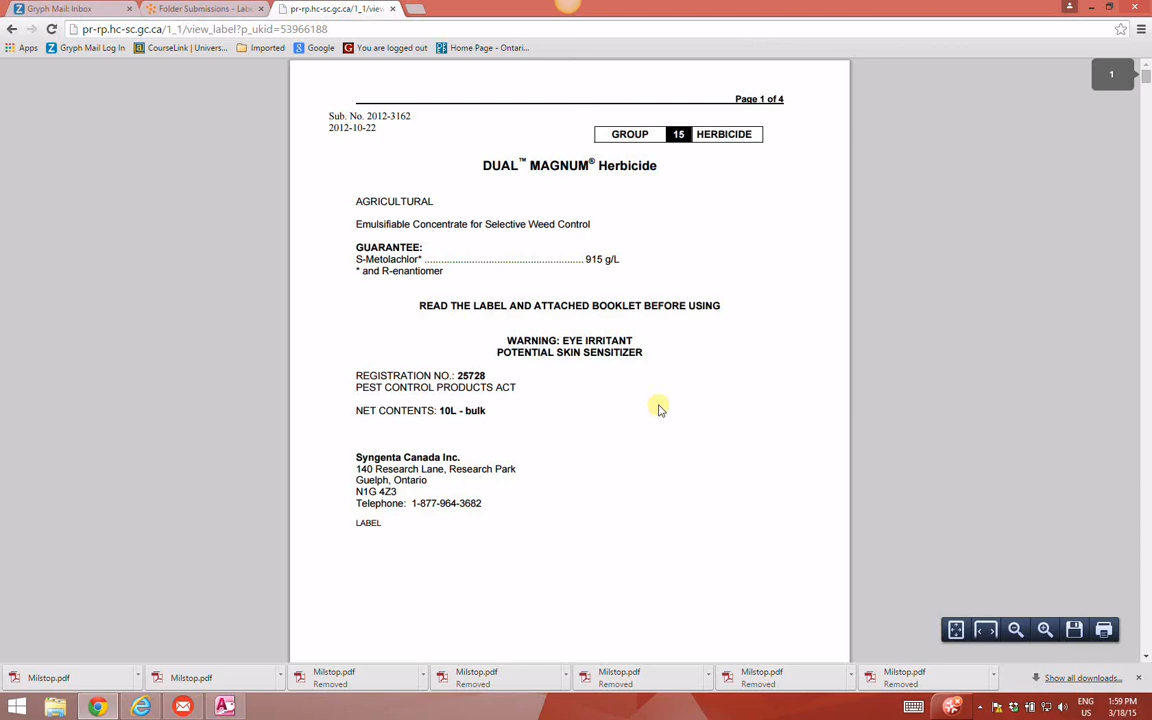 Gryph Mail: Inbox
Folder Submissions - Lab
pr-rp.hc-sc.gc.ca/1_1/view
pr-rp.hc-sc.gc.ca/1_1/view_label?p_ukid=53966188
Apps
Gryph Mail Log In
CourseLink | Univers...
Imported
Google
You are logged out
Home Page - Ontari...
1
Page 1 of 4
Sub. No. 2012-3162
2012-10-22
GROUP 15 HERBICIDE
DUAL™ MAGNUM® Herbicide
AGRICULTURAL
Emulsifiable Concentrate for Selective Weed Control
GUARANTEE:
S-Metolachlor* ........................................................ 915 g/L
* and R-enantiomer
READ THE LABEL AND ATTACHED BOOKLET BEFORE USING
WARNING: EYE IRRITANT
POTENTIAL SKIN SENSITIZER
REGISTRATION NO.: 25728
PEST CONTROL PRODUCTS ACT
NET CONTENTS: 10L - bulk
Syngenta Canada Inc.
140 Research Lane, Research Park
Guelph, Ontario
N1G 4Z3
Telephone: 1-877-964-3682
LABEL
Milstop.pdf
Milstop.pdf
Milstop.pdf
Removed
Milstop.pdf
Removed
Milstop.pdf
Removed
Milstop.pdf
Removed
Milstop.pdf
Removed
Show all downloads...
ENG
US
1:59 PM
3/18/15